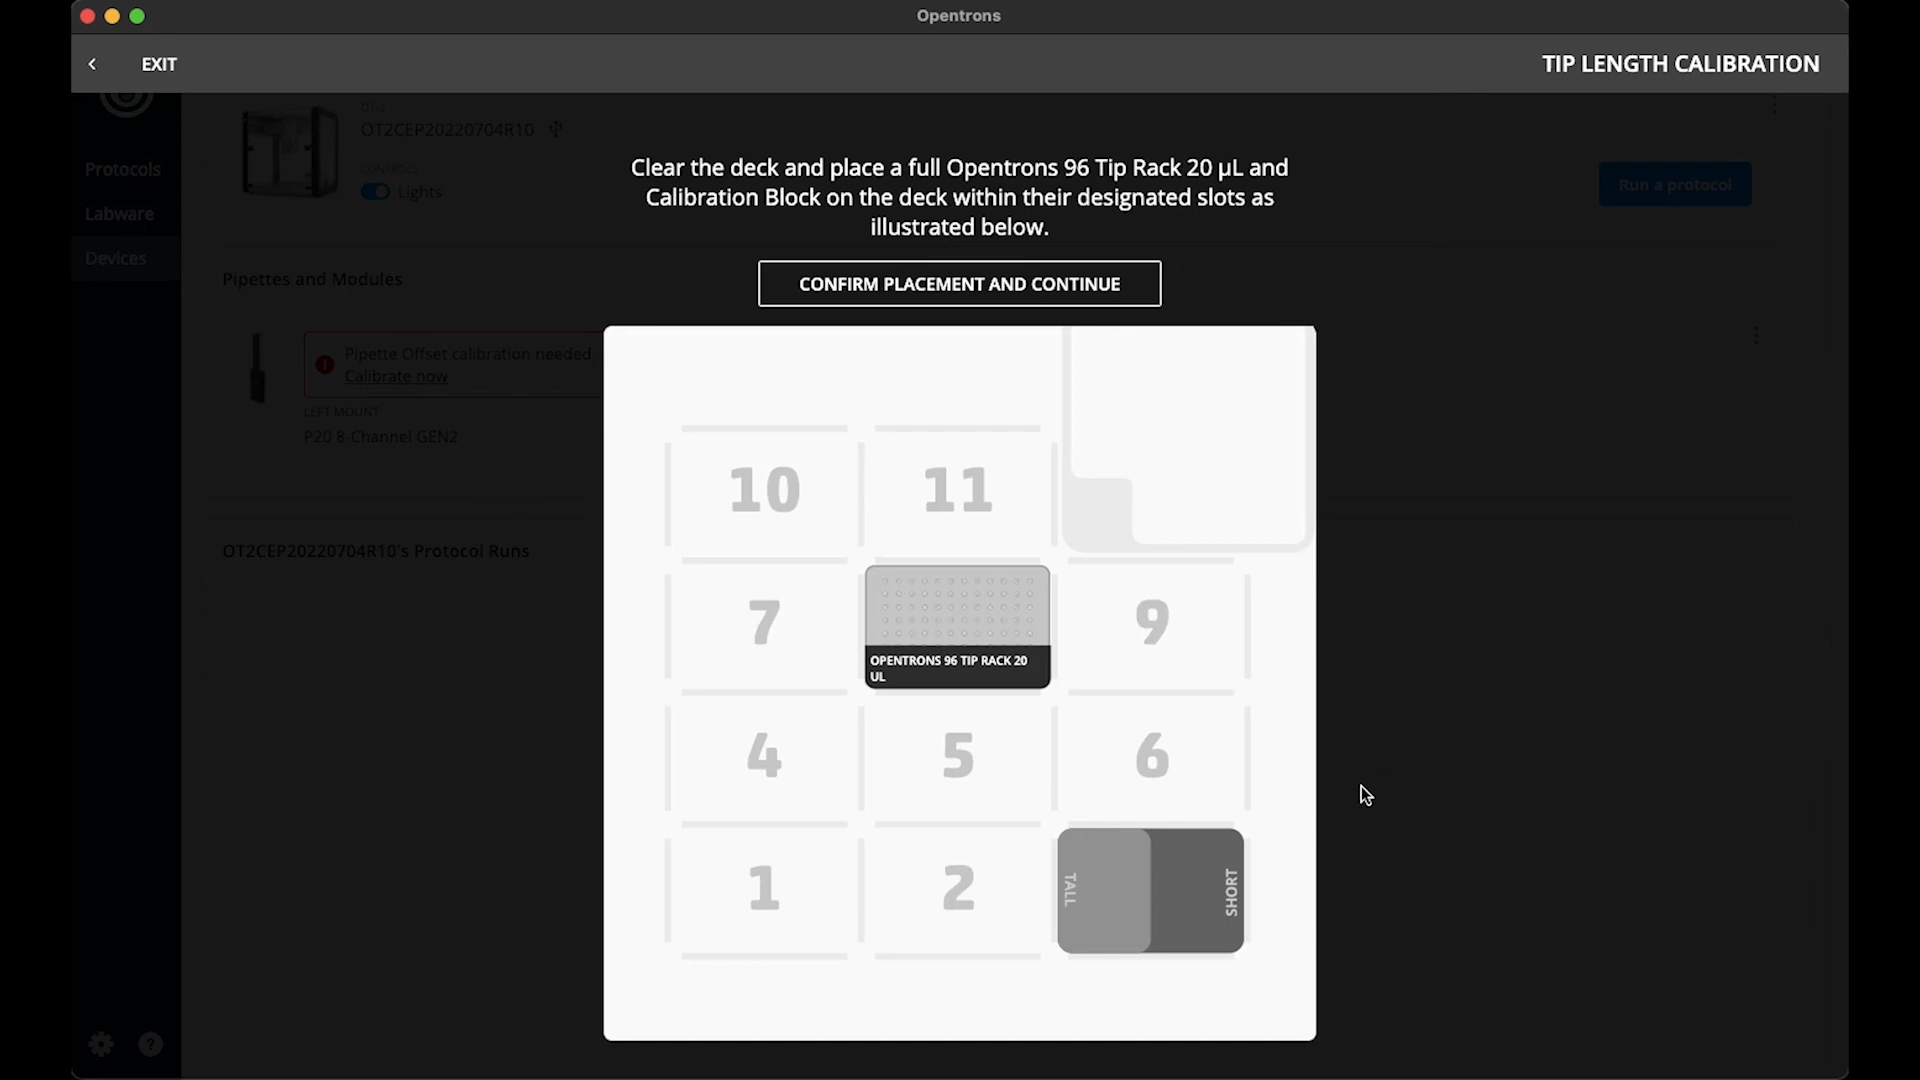 Opentrons
EXIT
TIP LENGTH CALIBRATION
OT-2
OT2CEP20220704R10
CONTROLS
Lights
Run a protocol
Protocols
Labware
Devices
Clear the deck and place a full Opentrons 96 Tip Rack 20 µL and
Calibration Block on the deck within their designated slots as
illustrated below.
CONFIRM PLACEMENT AND CONTINUE
Pipettes and Modules
Pipette Offset calibration needed
Calibrate now
LEFT MOUNT
P20 8-Channel GEN2
OT2CEP20220704R10's Protocol Runs
10 11
7 9
OPENTRONS 96 TIP RACK 20
UL
4 5 6
1 2
TALL SHORT
?